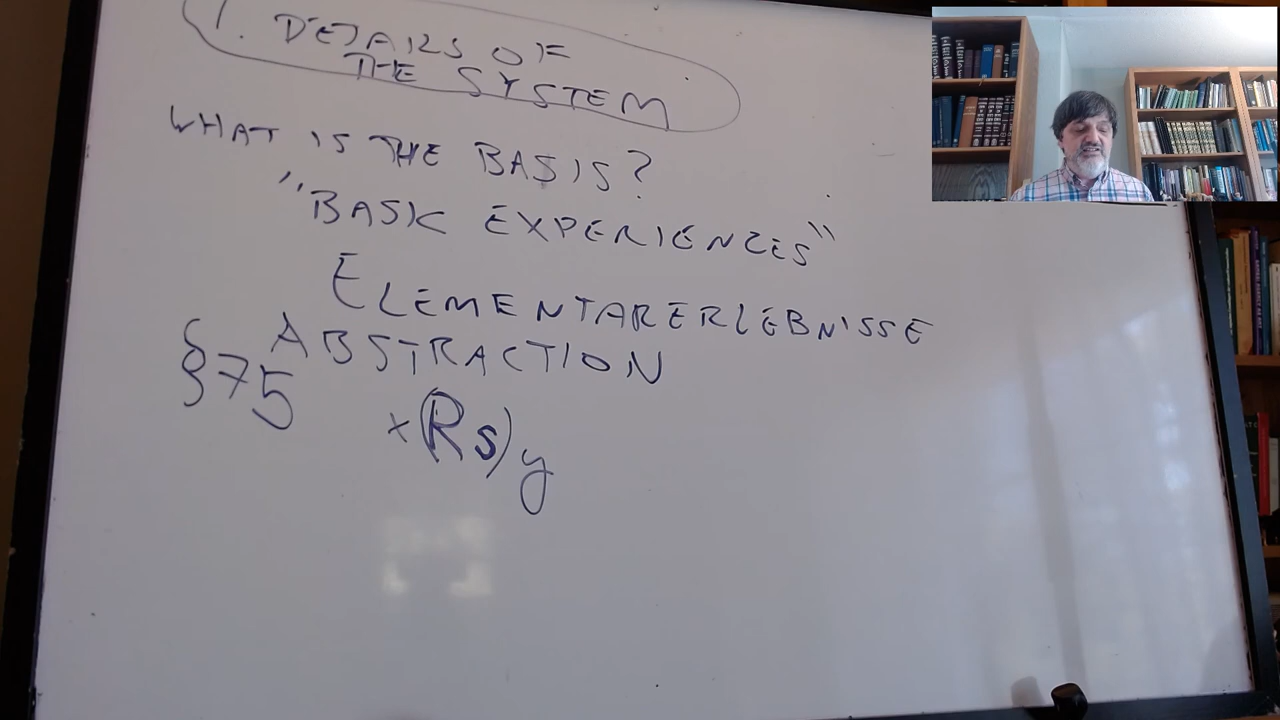 1. DETAILS OF
THE SYSTEM
WHAT IS THE BASIS?
"BASIC EXPERIENCES"
ELEMENTARERLEBNISSE
ABSTRACTION
§75
x(Rs)y